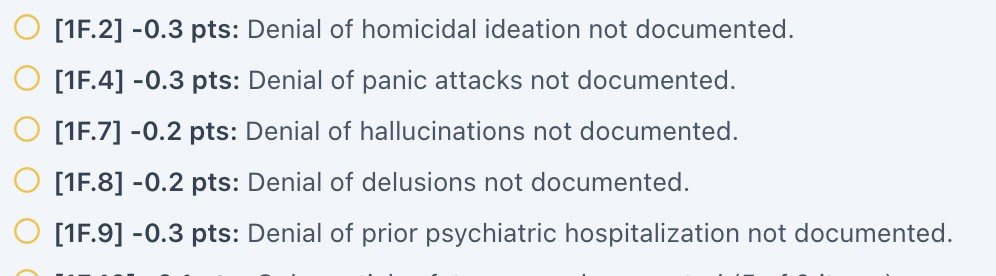 [1F.2] -0.3 pts: Denial of homicidal ideation not documented.
[1F.4] -0.3 pts: Denial of panic attacks not documented.
[1F.7] -0.2 pts: Denial of hallucinations not documented.
[1F.8] -0.2 pts: Denial of delusions not documented.
[1F.9] -0.3 pts: Denial of prior psychiatric hospitalization not documented.